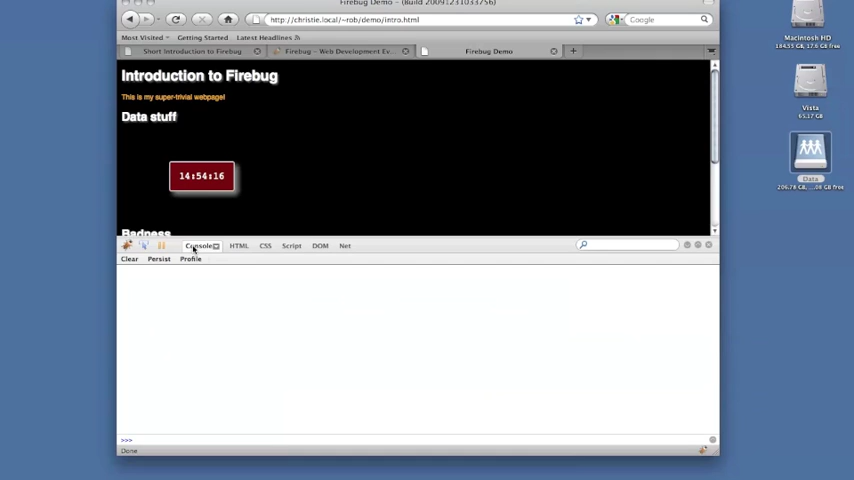 Firebug Demo - (Build 20091231033756)
http://christie.local/~rob/demo/intro.html
Google
Most Visited
Getting Started
Latest Headlines
Short Introduction to Firebug
Firebug – Web Development Ev...
Firebug Demo
Introduction to Firebug
This is my super-trivial webpage!
Data stuff
14:54:16
Badness
Console
HTML
CSS
Script
DOM
Net
Clear
Persist
Profile
>>>
Done
Macintosh HD
Vista
Data